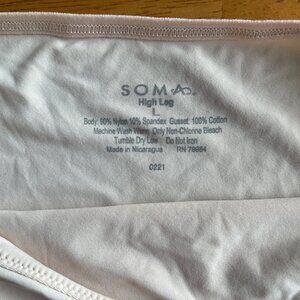 SOMA
High Leg
L
Body: 90% Nylon 10% Spandex Gusset: 100% Cotton
Machine Wash Warm Only Non-Chlorine Bleach
Tumble Dry Low Do Not Iron
Made in Nicaragua RN 79984
0221